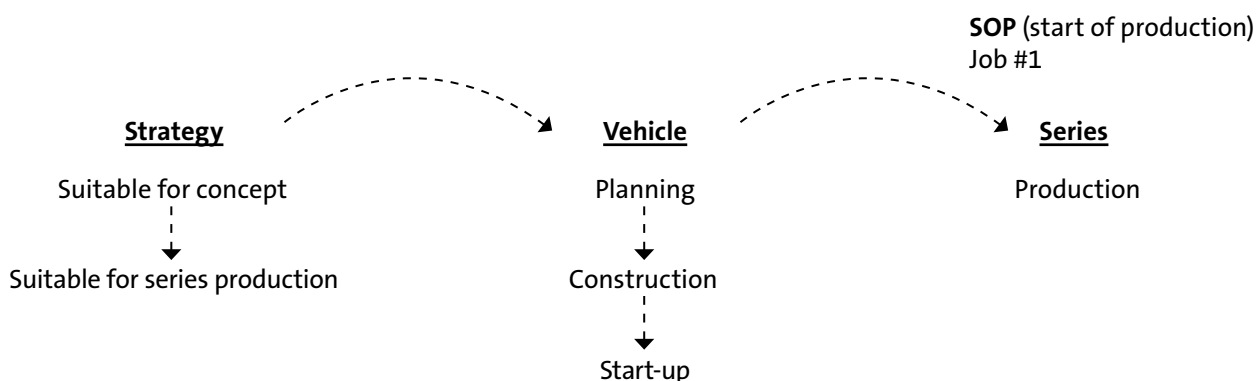 SOP (start of production)
Job #1
Strategy
Vehicle
Series
Suitable for concept
Planning
Production
Suitable for series production
Construction
Start-up